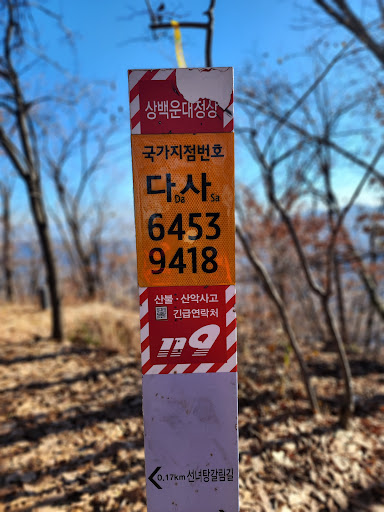 상백운대정상
국가지점번호
다사
Da Sa
6453
9418
산불·산악사고
긴급연락처
119
0,17km 선녀탕갈림길